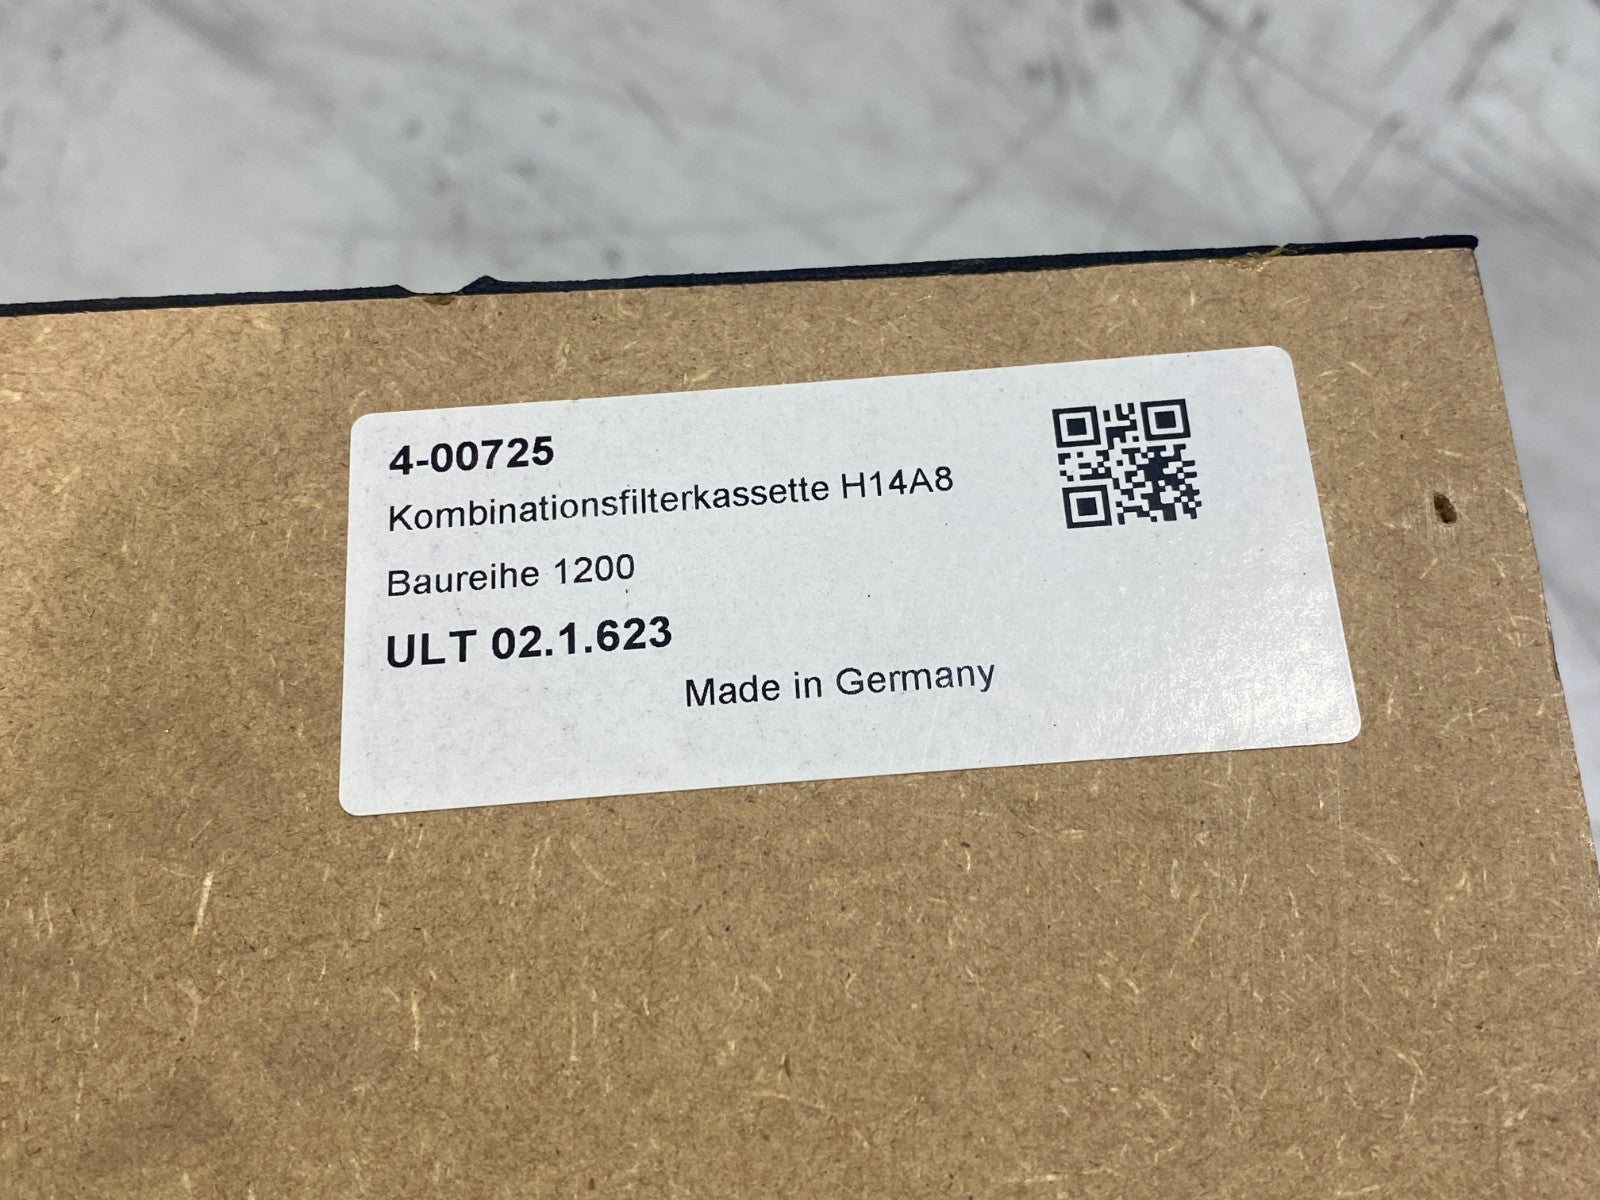 4-00725
Kombinationsfilterkassette H14A8
Baureihe 1200
ULT 02.1.623
Made in Germany